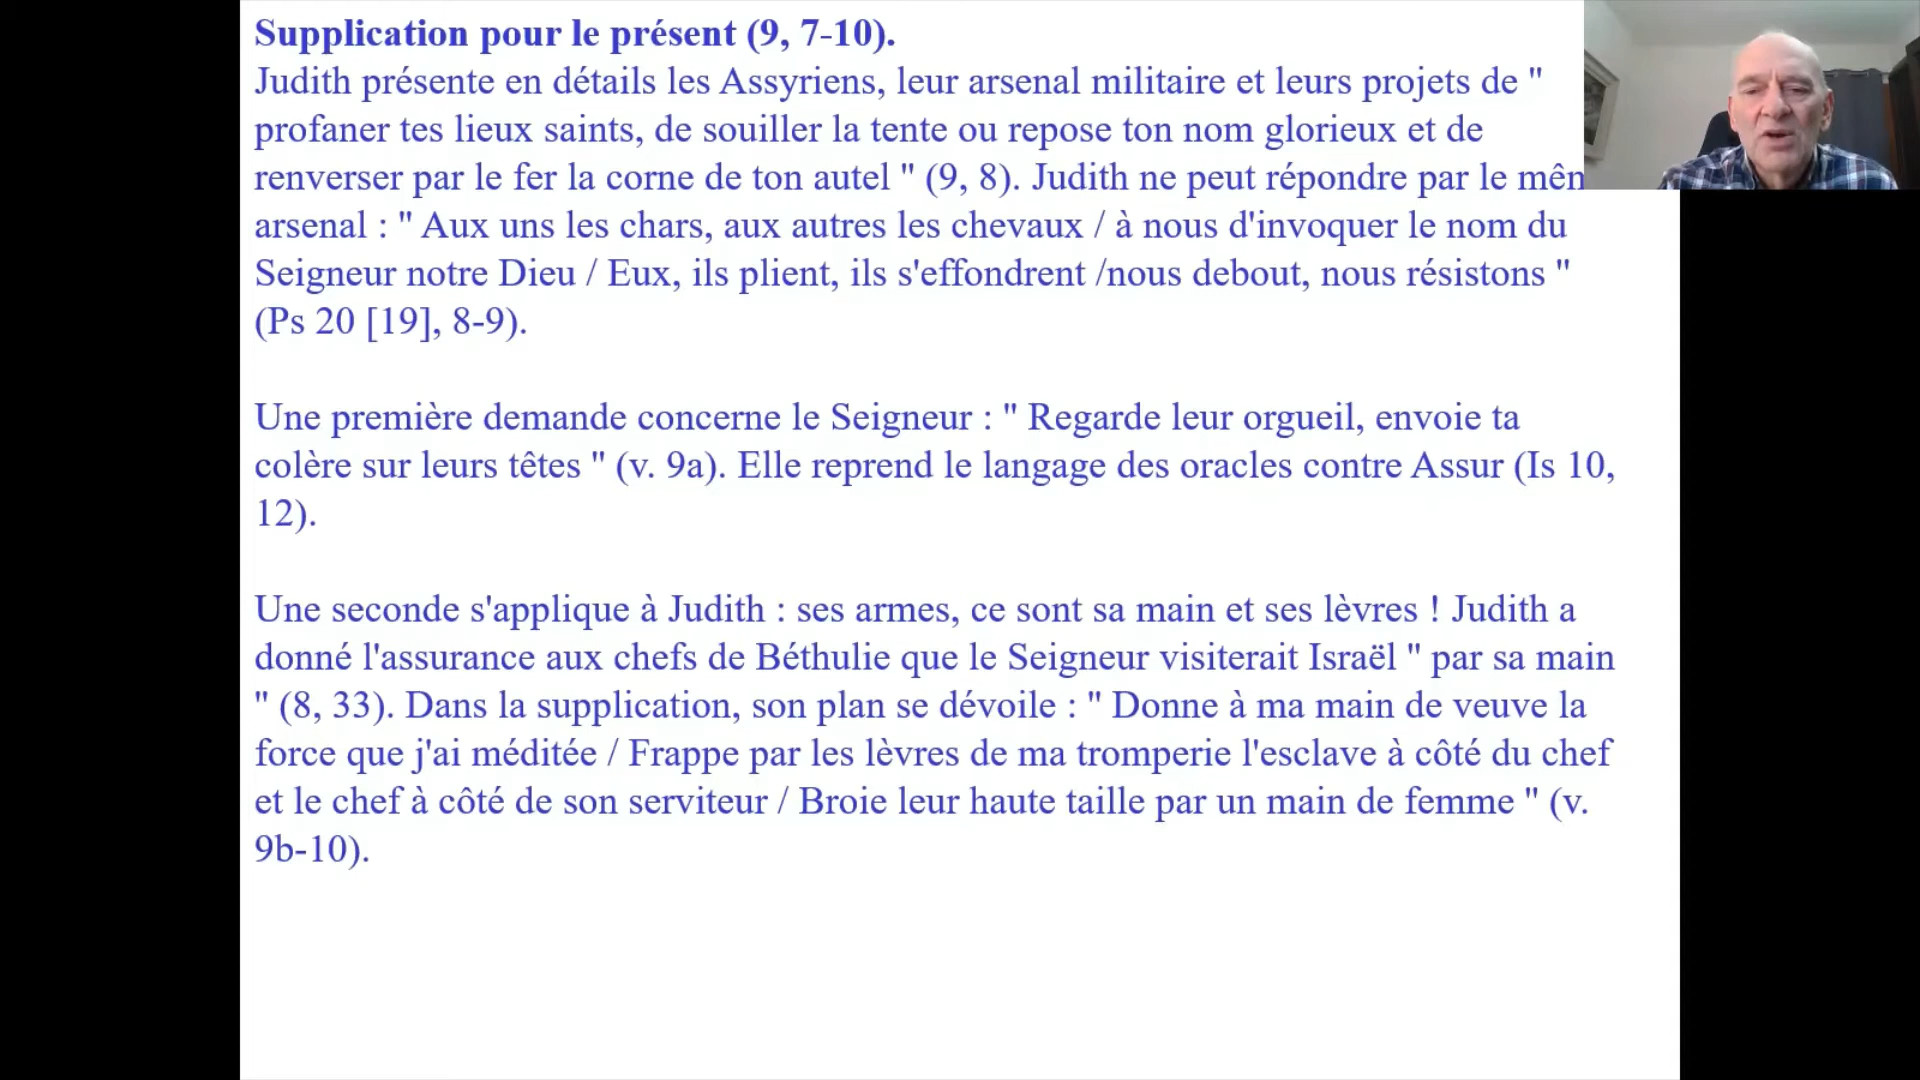 Supplication pour le présent (9, 7-10).
Judith présente en détails les Assyriens, leur arsenal militaire et leurs projets de "
profaner tes lieux saints, de souiller la tente ou repose ton nom glorieux et de
renverser par le fer la corne de ton autel " (9, 8). Judith ne peut répondre par le
arsenal : " Aux uns les chars, aux autres les chevaux / à nous d'invoquer le nom du
Seigneur notre Dieu / Eux, ils plient, ils s'effondrent /nous debout, nous résistons "
(Ps 20 [19], 8-9).
Une première demande concerne le Seigneur : " Regarde leur orgueil, envoie ta
colère sur leurs têtes " (v. 9a). Elle reprend le langage des oracles contre Assur (Is 10,
12).
Une seconde s'applique à Judith : ses armes, ce sont sa main et ses lèvres ! Judith a
donné l'assurance aux chefs de Béthulie que le Seigneur visiterait Israël " par sa main
" (8, 33). Dans la supplication, son plan se dévoile : " Donne à ma main de veuve la
force que j'ai méditée / Frappe par les lèvres de ma tromperie l'esclave à côté du chef
et le chef à côté de son serviteur / Broie leur haute taille par un main de femme " (v.
9b-10).